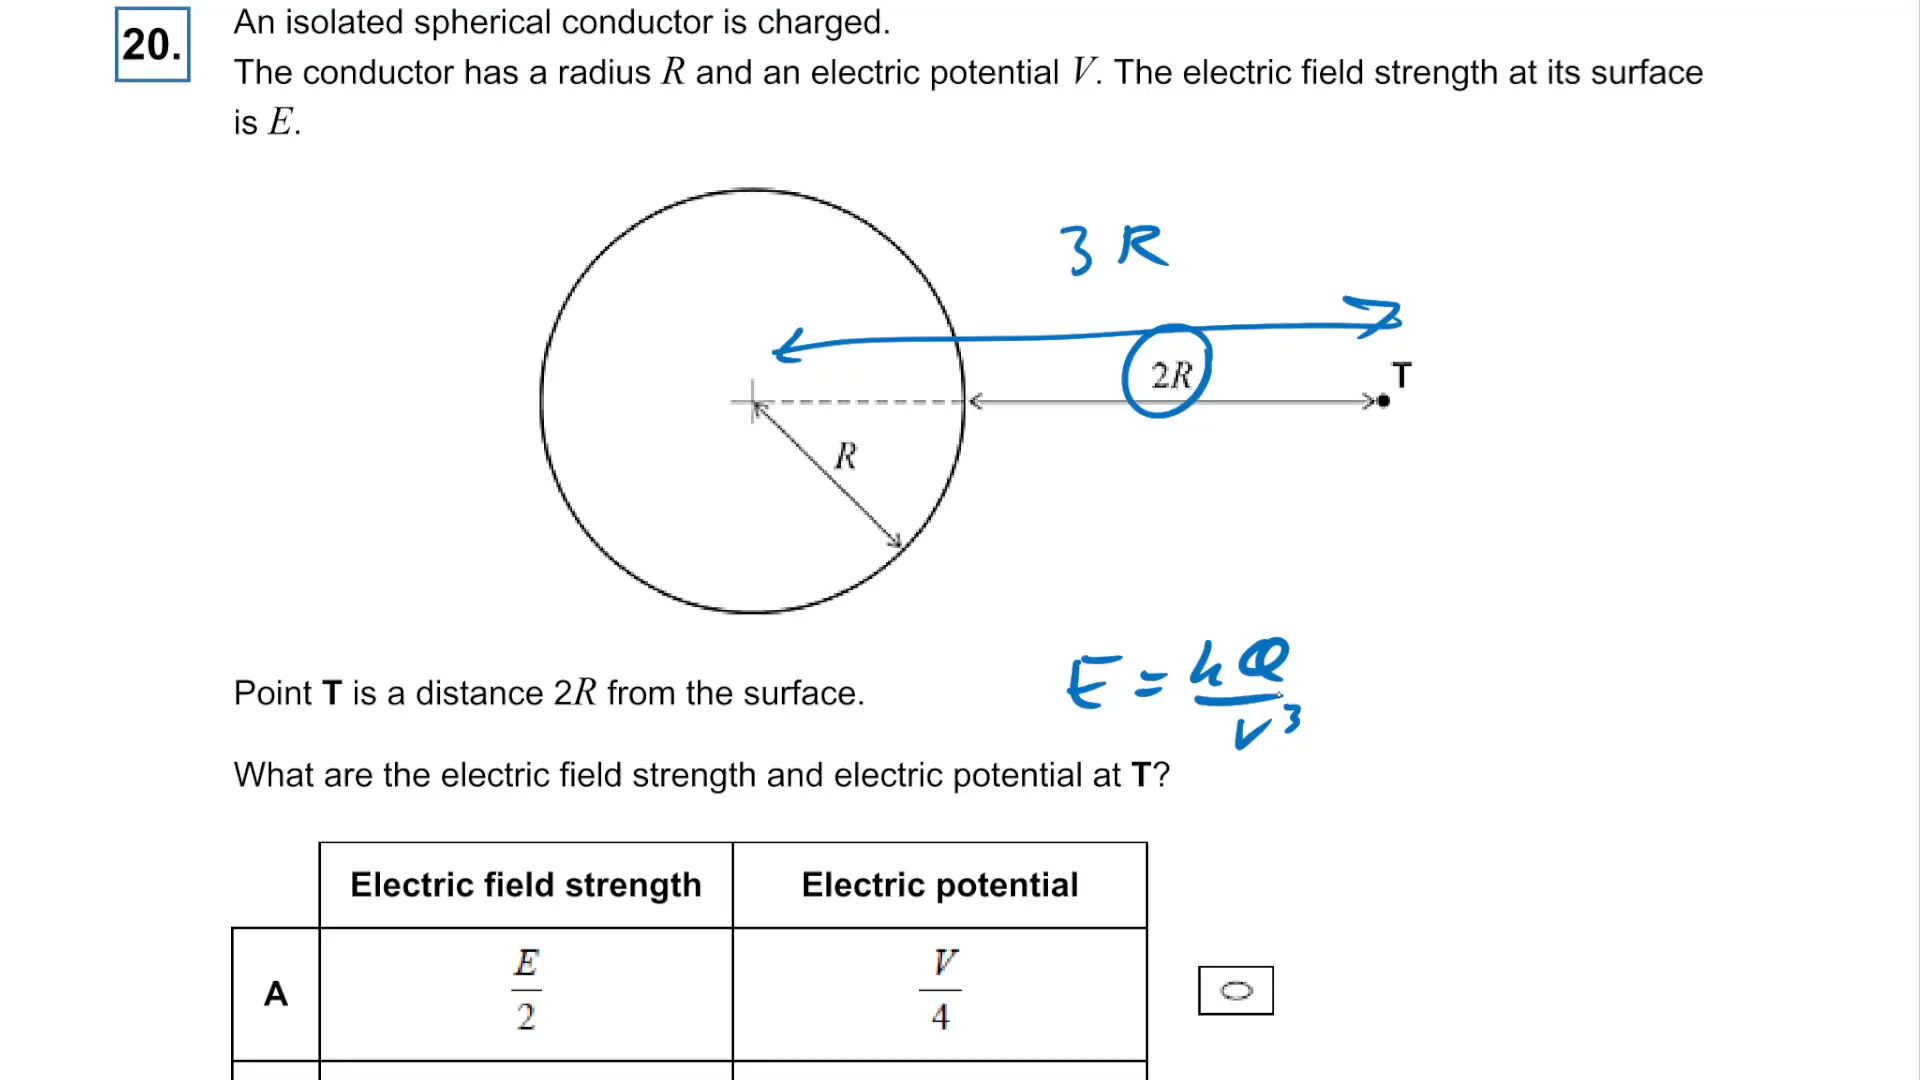 20.
An isolated spherical conductor is charged.
The conductor has a radius R and an electric potential V. The electric field strength at its surface
is E.
3 R
2R
T
R
E = kQ
r³
Point T is a distance 2R from the surface.
What are the electric field strength and electric potential at T?
Electric field strength Electric potential
A E/2 V/4